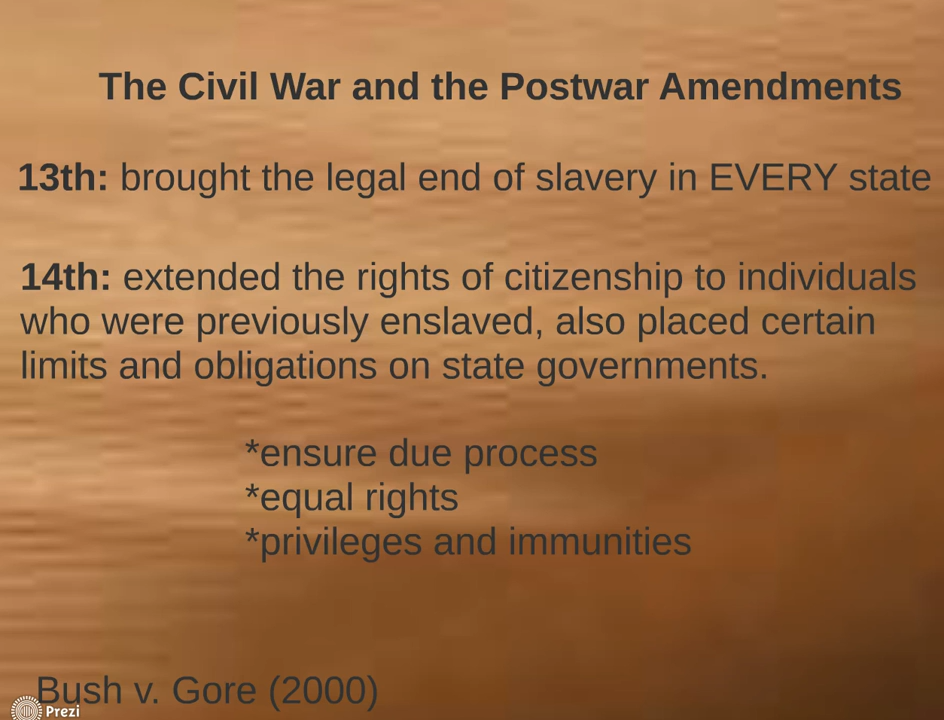 The Civil War and the Postwar Amendments
13th: brought the legal end of slavery in EVERY state
14th: extended the rights of citizenship to individuals
who were previously enslaved, also placed certain
limits and obligations on state governments.
*ensure due process
*equal rights
*privileges and immunities
Bush v. Gore (2000)
Prezi